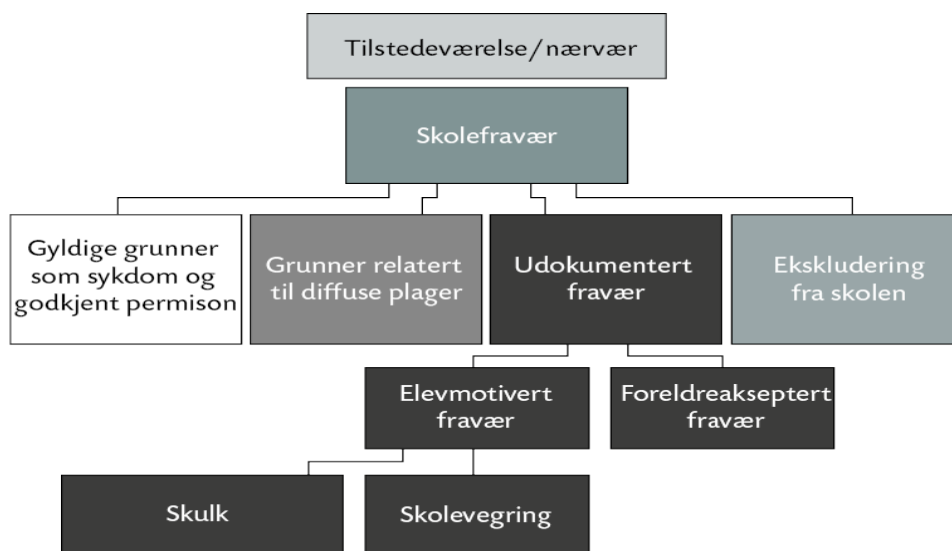 Tilstedeværelse/nærvær
Skolefravær
Gyldige grunner
som sykdom og
godkjent permison
Grunner relatert
til diffuse plager
Udokumentert
fravær
Ekskludering
fra skolen
Elevmotivert
fravær
Foreldreakseptert
fravær
Skulk
Skolevegring